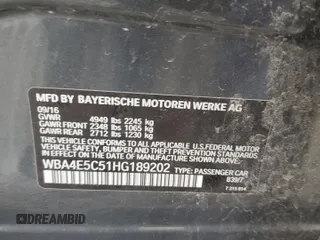 MFD BY BAYERISCHE MOTOREN WERKE AG
09/16
GVWR 4949 lbs 2245 kg
GAWR FRONT 2348 lbs 1065 kg
GAWR REAR 2712 lbs 1230 kg
THIS VEHICLE CONFORMS TO ALL APPLICABLE U.S. FEDERAL MOTOR
VEHICLE SAFETY, BUMPER, AND THEFT PREVENTION STANDARDS
IN EFFECT ON THE DATE OF MANUFACTURE SHOWN ABOVE.
WBA4E5C51HG189202 TYPE: PASSENGER CAR
DREAMBID